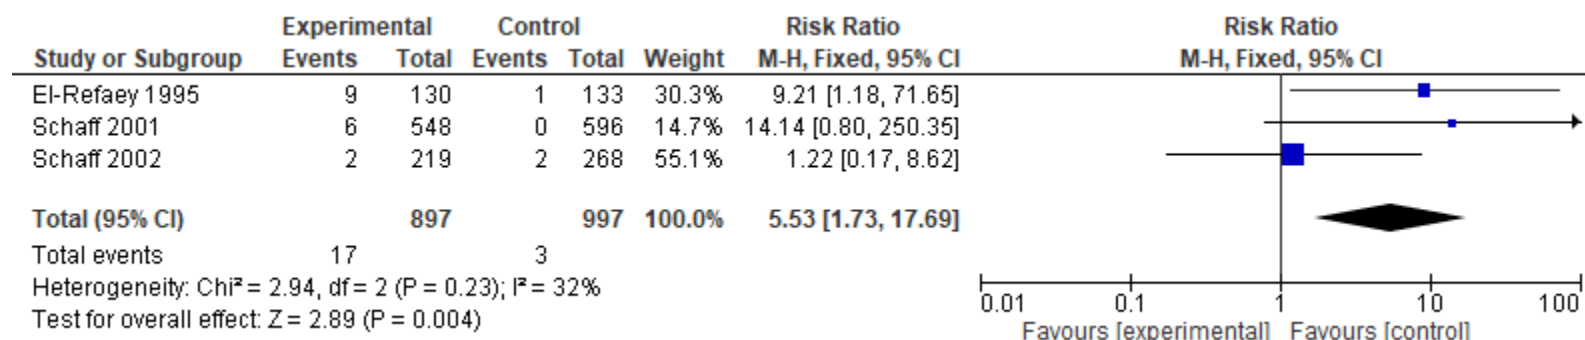 Experimental Control Risk Ratio Risk Ratio
Study or Subgroup Events Total Events Total Weight M-H, Fixed, 95% CI M-H, Fixed, 95% CI
El-Refaey 1995 9 130 1 133 30.3% 9.21 [1.18, 71.65]
Schaff 2001 6 548 0 596 14.7% 14.14 [0.80, 250.35]
Schaff 2002 2 219 2 268 55.1% 1.22 [0.17, 8.62]
Total (95% CI) 897 997 100.0% 5.53 [1.73, 17.69]
Total events 17 3
Heterogeneity: Chi² = 2.94, df = 2 (P = 0.23); I² = 32%
Test for overall effect: Z = 2.89 (P = 0.004)
0.01 0.1 1 10 100
Favours [experimental] Favours [control]